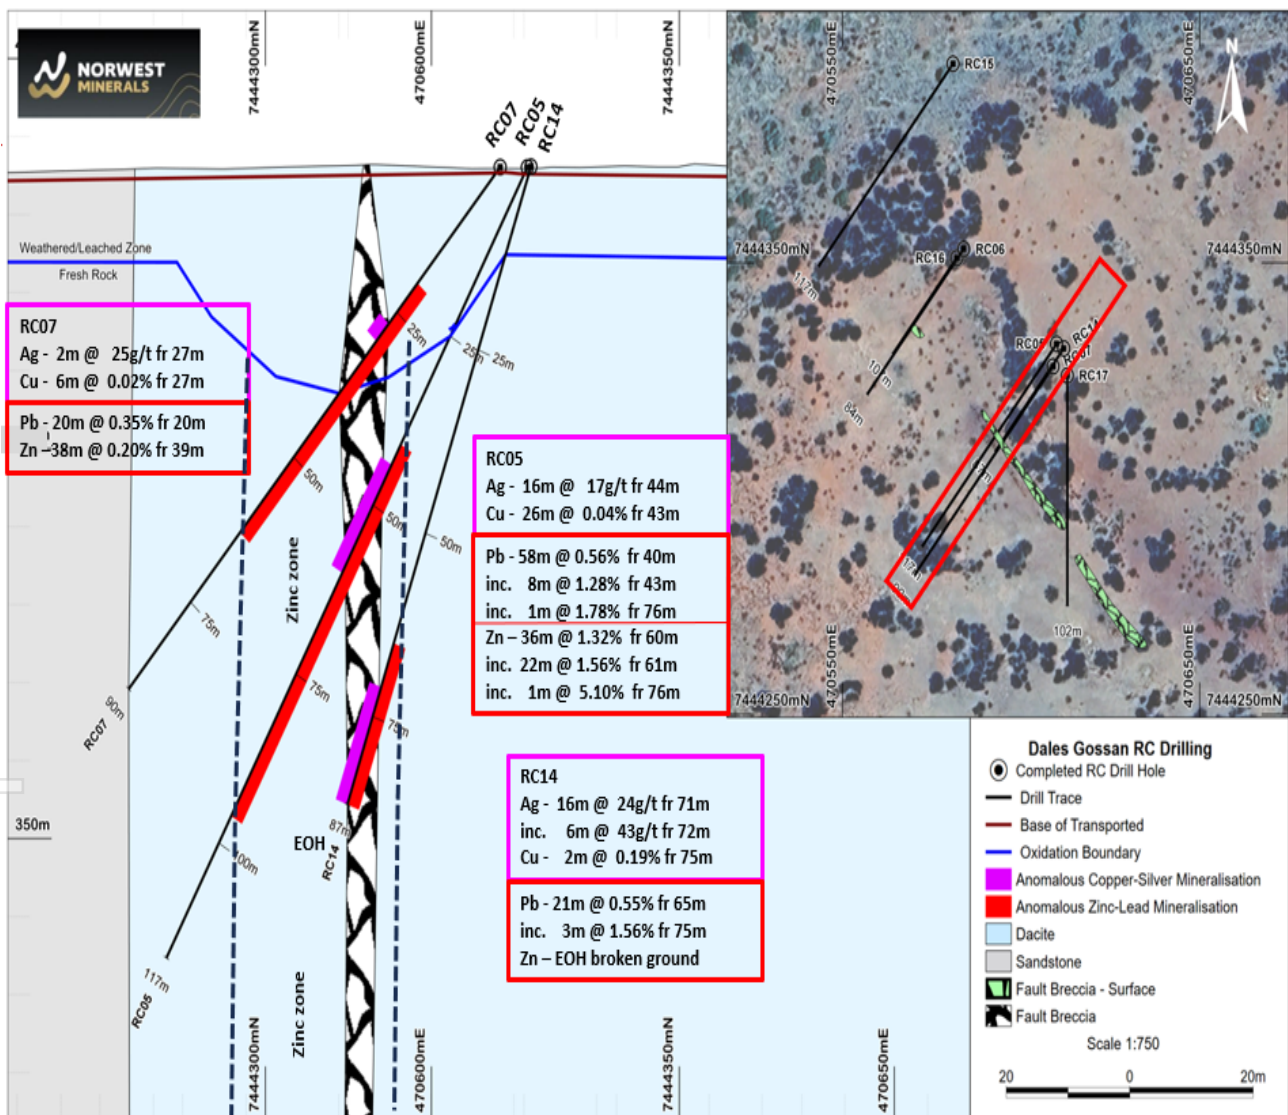 NORWEST
MINERALS
7444300mN
470600mE
7444350mN
RC07
RC05
RC14
Weathered/Leached Zone
Fresh Rock
RC07
Ag - 2m @ 25g/t fr 27m
Cu - 6m @ 0.02% fr 27m
Pb - 20m @ 0.35% fr 20m
Zn –38m @ 0.20% fr 39m
25m
25m
25m
50m
50m
50m
75m
75m
75m
90m
RC07
100m
117m
RC05
87m
RC14
EOH
Zinc zone
Zinc zone
350m
RC05
Ag - 16m @ 17g/t fr 44m
Cu - 26m @ 0.04% fr 43m
Pb - 58m @ 0.56% fr 40m
inc. 8m @ 1.28% fr 43m
inc. 1m @ 1.78% fr 76m
Zn – 36m @ 1.32% fr 60m
inc. 22m @ 1.56% fr 61m
inc. 1m @ 5.10% fr 76m
RC14
Ag - 16m @ 24g/t fr 71m
inc. 6m @ 43g/t fr 72m
Cu - 2m @ 0.19% fr 75m
Pb - 21m @ 0.55% fr 65m
inc. 3m @ 1.56% fr 75m
Zn – EOH broken ground
7444300mN
470600mE
7444350mN
470650mE
470550mE
470650mE
N
RC15
117m
7444350mN
7444350mN
RC16
RC06
84m
RC05
RC14
RC07
RC17
102m
470550mE
470650mE
7444250mN
7444250mN
Dales Gossan RC Drilling
Completed RC Drill Hole
Drill Trace
Base of Transported
Oxidation Boundary
Anomalous Copper-Silver Mineralisation
Anomalous Zinc-Lead Mineralisation
Dacite
Sandstone
Fault Breccia - Surface
Fault Breccia
Scale 1:750
20 0 20m